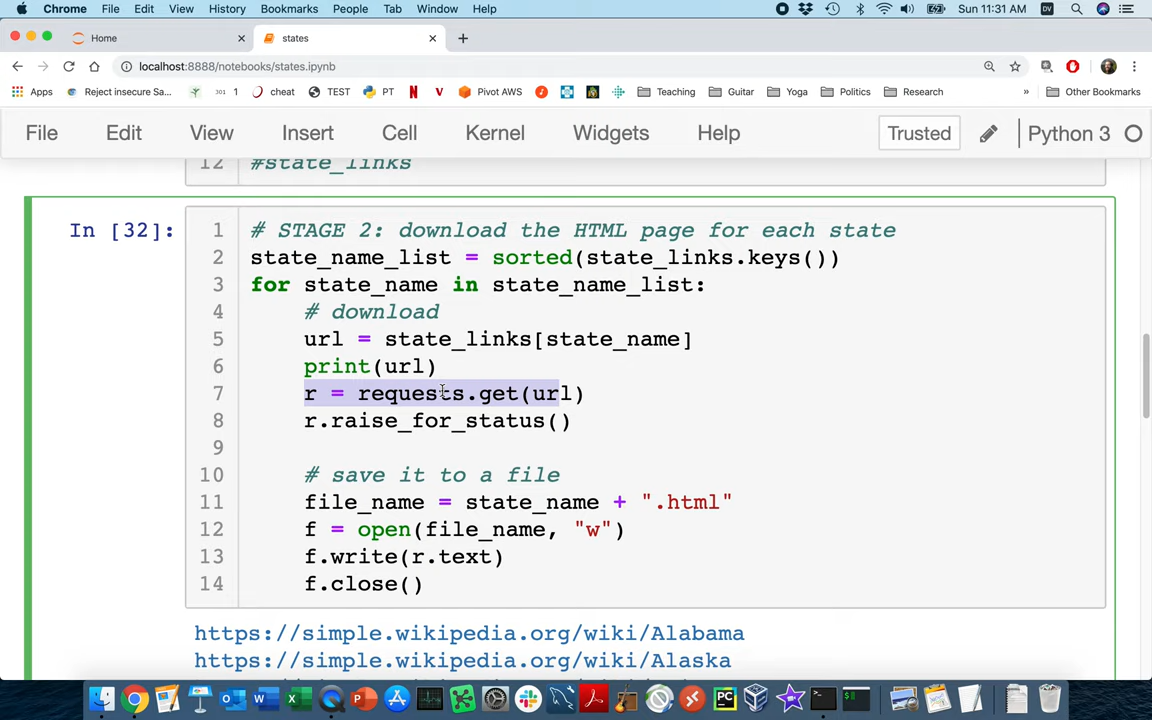 Chrome File Edit View History Bookmarks People Tab Window Help Sun 11:31 AM DV
Home states
localhost:8888/notebooks/states.ipynb
Apps Reject insecure Sa... 301 1 cheat TEST PT N V Pivot AWS Teaching Guitar Yoga Politics Research » Other Bookmarks
File Edit View Insert Cell Kernel Widgets Help Trusted Python 3
12 #state_links
In [32]:
1 # STAGE 2: download the HTML page for each state
2 state_name_list = sorted(state_links.keys())
3 for state_name in state_name_list:
4 # download
5 url = state_links[state_name]
6 print(url)
7 r = requests.get(url)
8 r.raise_for_status()
9
10 # save it to a file
11 file_name = state_name + ".html"
12 f = open(file_name, "w")
13 f.write(r.text)
14 f.close()
https://simple.wikipedia.org/wiki/Alabama
https://simple.wikipedia.org/wiki/Alaska